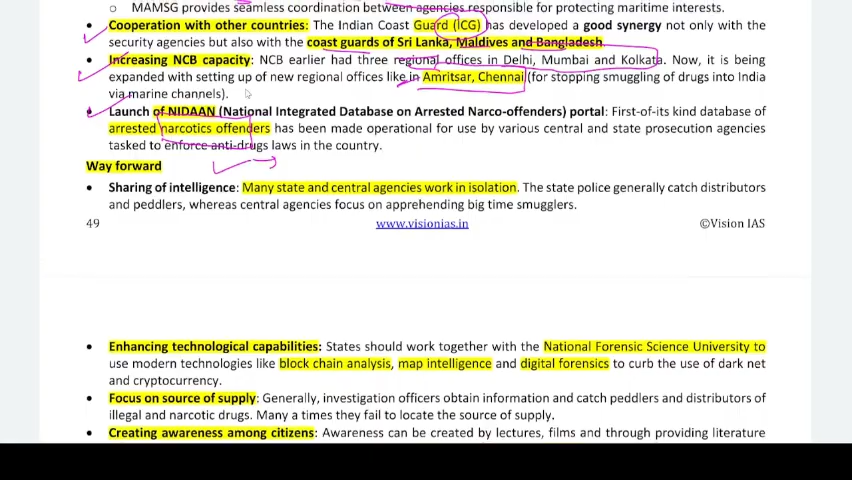 o MAMSG provides seamless coordination between agencies responsible for protecting maritime interests.
• Cooperation with other countries: The Indian Coast Guard (ICG) has developed a good synergy not only with the
security agencies but also with the coast guards of Sri Lanka, Maldives and Bangladesh.
• Increasing NCB capacity: NCB earlier had three regional offices in Delhi, Mumbai and Kolkata. Now, it is being
expanded with setting up of new regional offices like in Amritsar, Chennai (for stopping smuggling of drugs into India
via marine channels).
• Launch of NIDAAN (National Integrated Database on Arrested Narco-offenders) portal: First-of-its kind database of
arrested narcotics offenders has been made operational for use by various central and state prosecution agencies
tasked to enforce anti-drugs laws in the country.
Way forward
• Sharing of intelligence: Many state and central agencies work in isolation. The state police generally catch distributors
and peddlers, whereas central agencies focus on apprehending big time smugglers.
49 www.visionias.in ©Vision IAS
• Enhancing technological capabilities: States should work together with the National Forensic Science University to
use modern technologies like block chain analysis, map intelligence and digital forensics to curb the use of dark net
and cryptocurrency.
• Focus on source of supply: Generally, investigation officers obtain information and catch peddlers and distributors of
illegal and narcotic drugs. Many a times they fail to locate the source of supply.
• Creating awareness among citizens: Awareness can be created by lectures, films and through providing literature